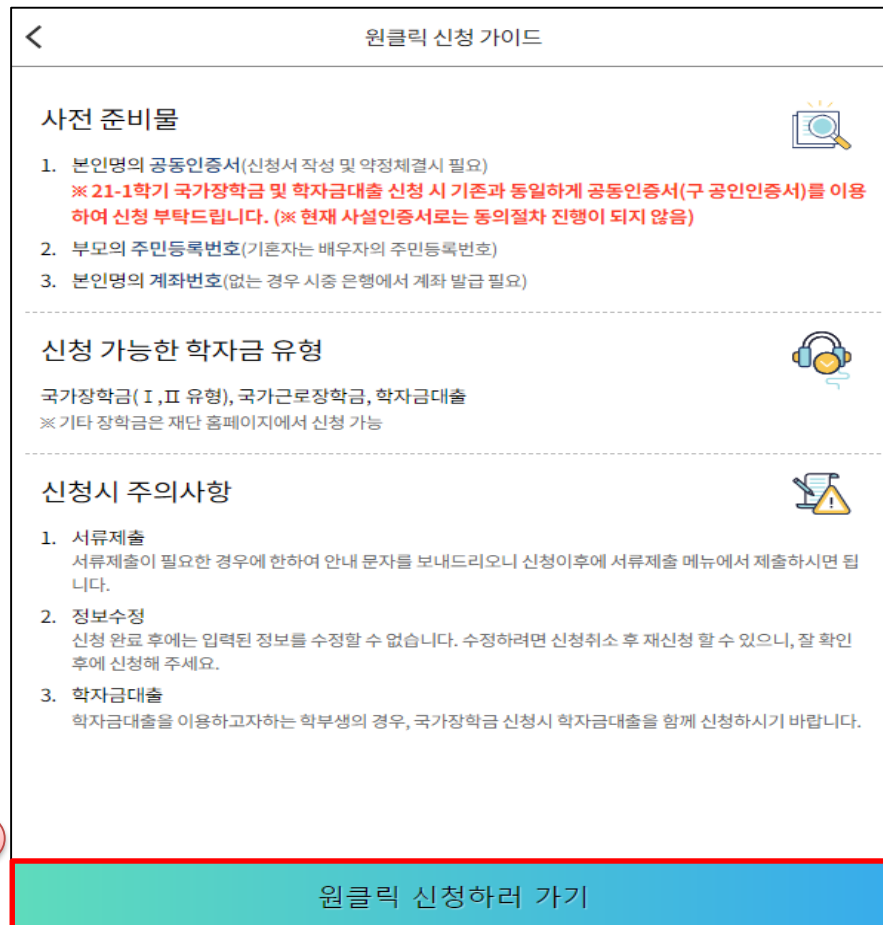 원클릭 신청 가이드
사전 준비물
1. 본인명의 공동인증서(신청서 작성 및 약정체결시 필요)
※ 21-1학기 국가장학금 및 학자금대출 신청 시 기존과 동일하게 공동인증서(구 공인인증서)를 이용
하여 신청 부탁드립니다. (※ 현재 사설인증서로는 동의절차 진행이 되지 않음)
2. 부모의 주민등록번호(기혼자는 배우자의 주민등록번호)
3. 본인명의 계좌번호(없는 경우 시중 은행에서 계좌 발급 필요)
신청 가능한 학자금 유형
국가장학금(Ⅰ,Ⅱ 유형), 국가근로장학금, 학자금대출
※ 기타 장학금은 재단 홈페이지에서 신청 가능
신청시 주의사항
1. 서류제출
서류제출이 필요한 경우에 한하여 안내 문자를 보내드리오니 신청이후에 서류제출 메뉴에서 제출하시면 됩
니다.
2. 정보수정
신청 완료 후에는 입력된 정보를 수정할 수 없습니다. 수정하려면 신청취소 후 재신청 할 수 있으니, 잘 확인
후에 신청해 주세요.
3. 학자금대출
학자금대출을 이용하고자하는 학부생의 경우, 국가장학금 신청시 학자금대출을 함께 신청하시기 바랍니다.
원클릭 신청하러 가기